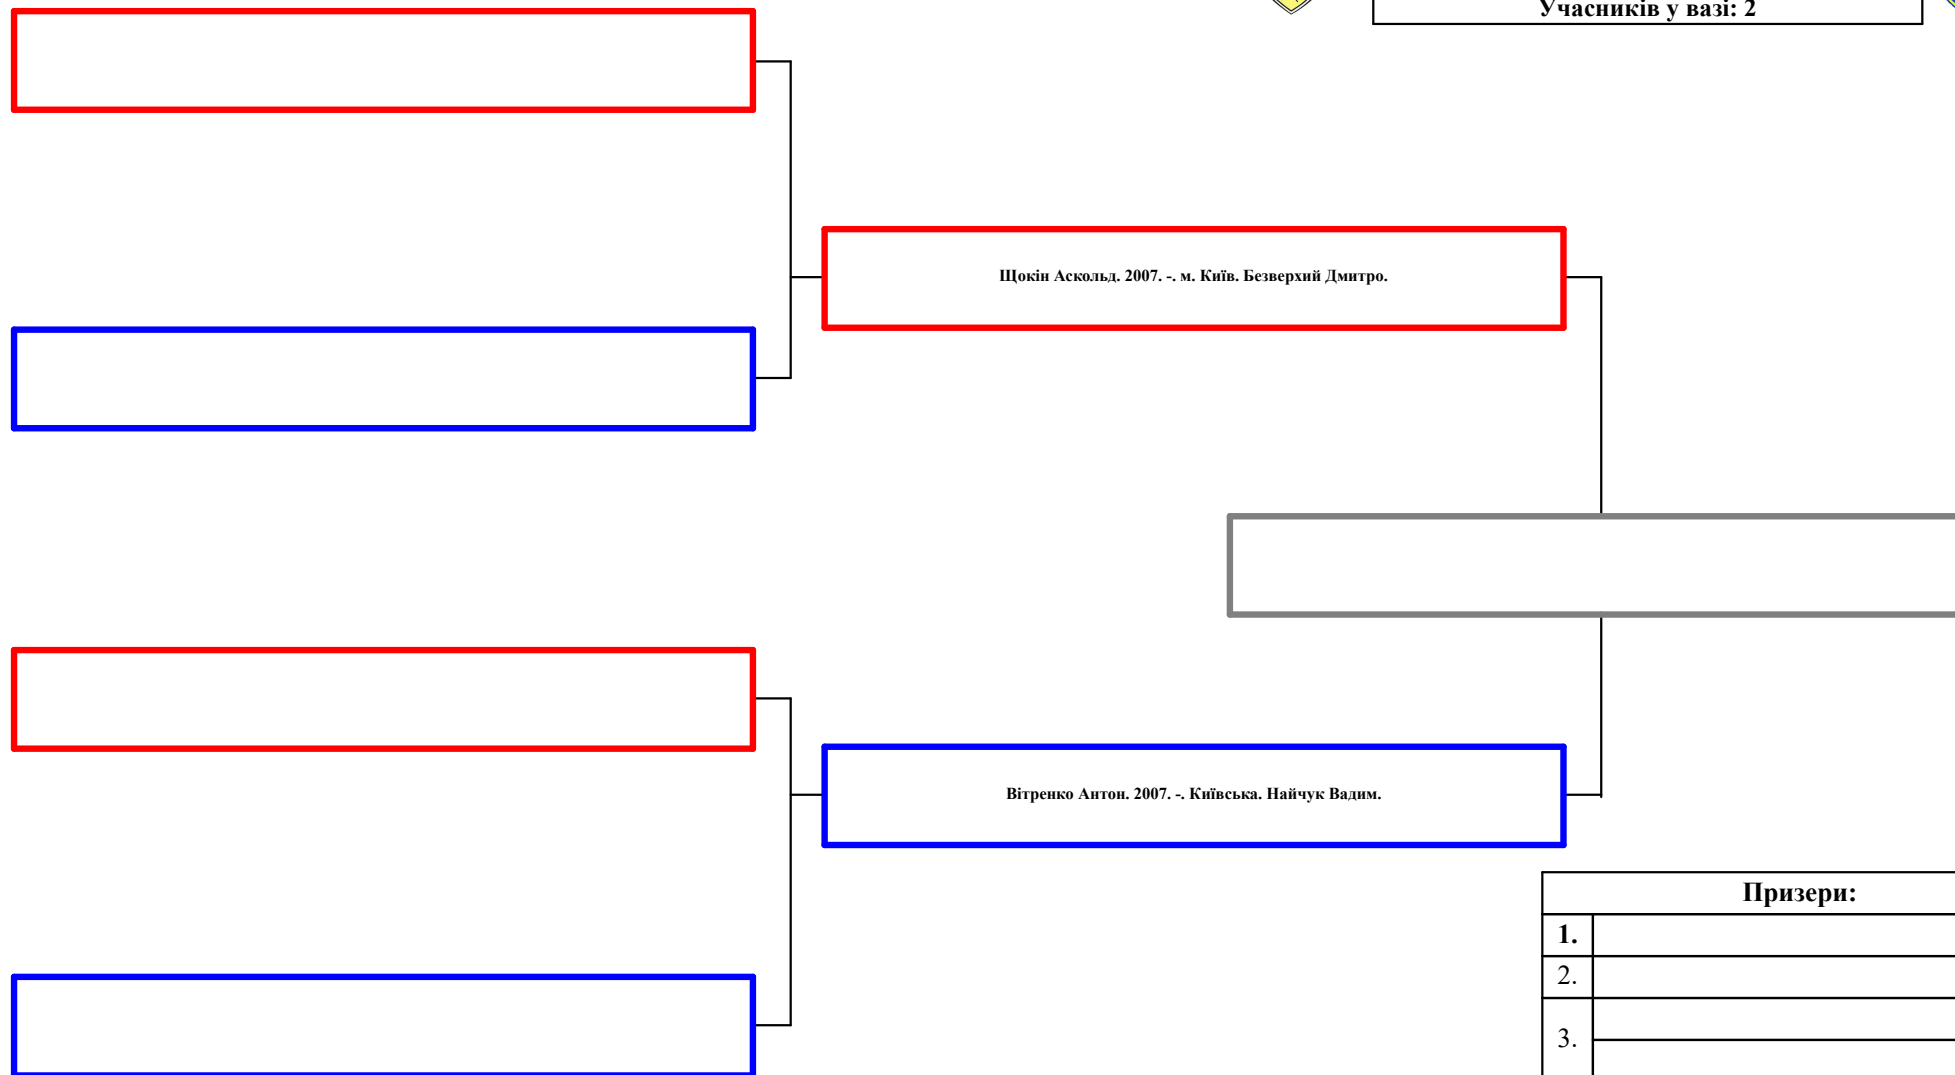 Учасників у вазі: 2
Щокін Аскольд. 2007. -. м. Київ. Безверхий Дмитро.
Вітренко Антон. 2007. -. Київська. Найчук Вадим.
Призери:
1.
2.
3.